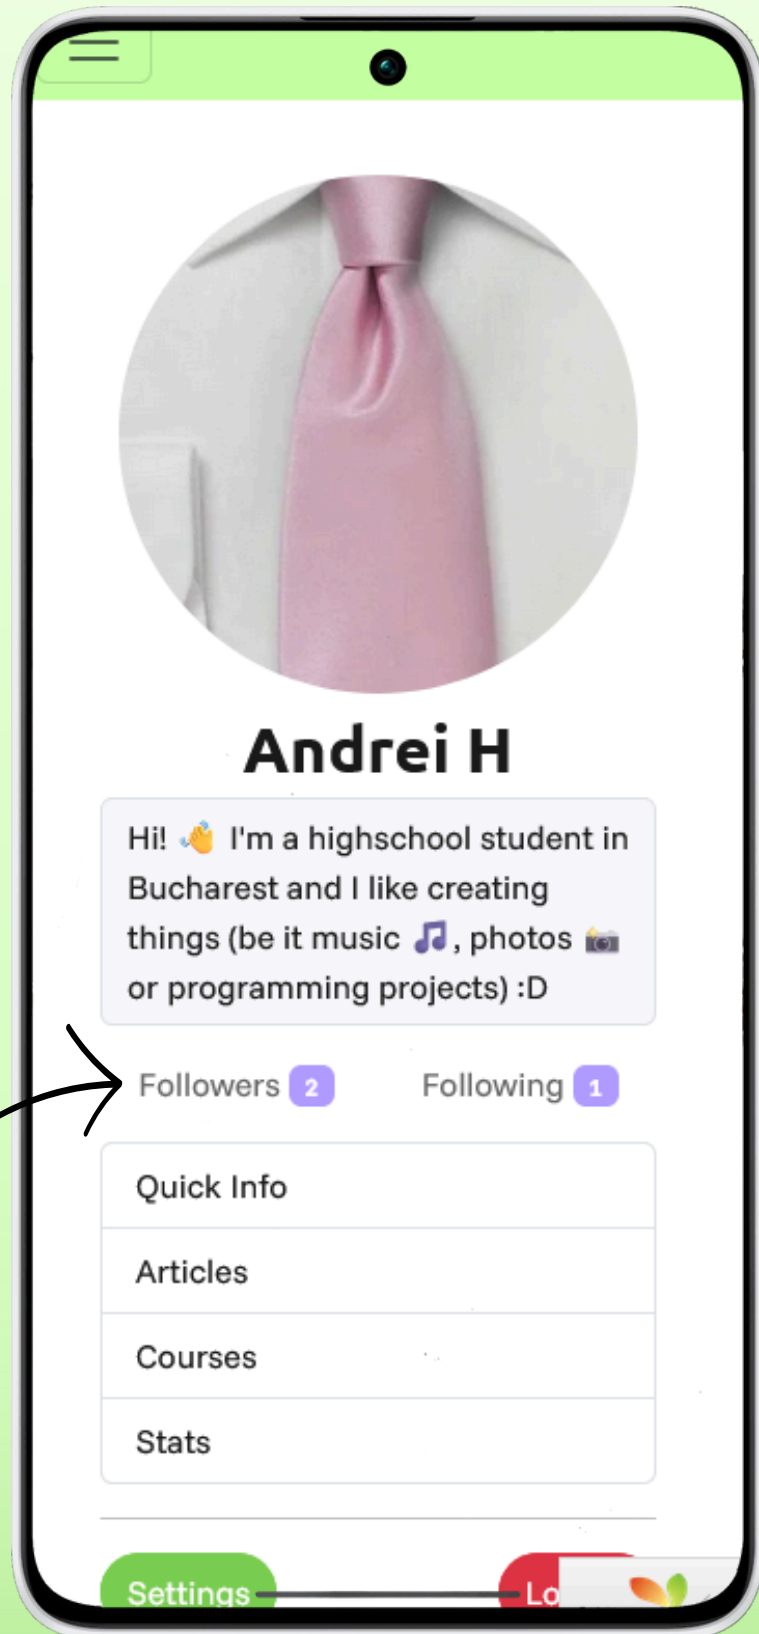 Andrei H
Hi! 👋 I'm a highschool student in
Bucharest and I like creating
things (be it music 🎵, photos 📸
or programming projects) :D
Followers 2 Following 1
Quick Info
Articles
Courses
Stats
Settings Lo